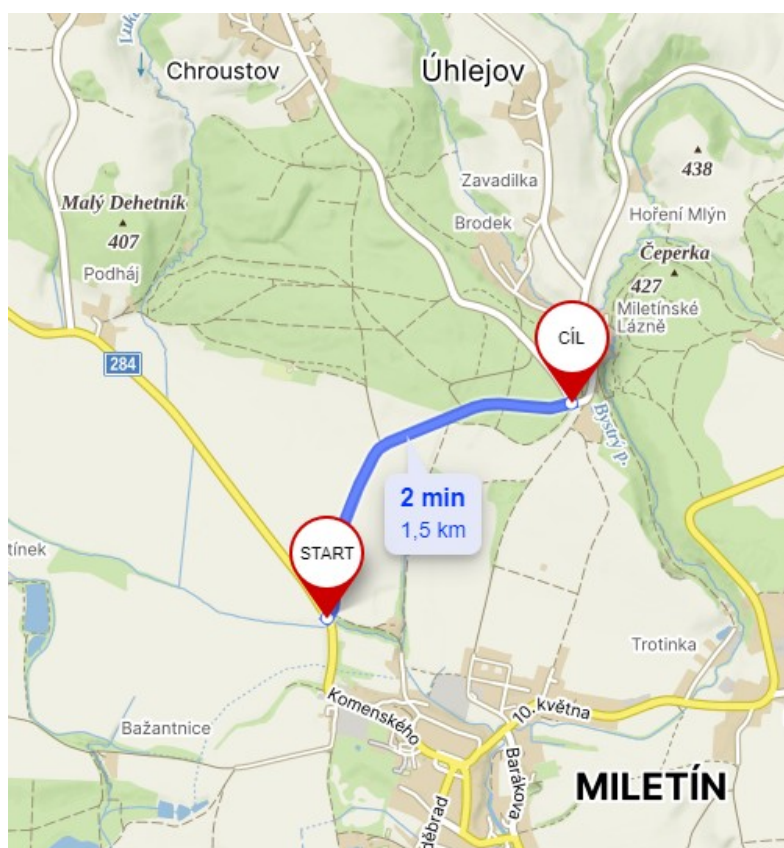 Chroustov
Úhlejov
Zavadilka
438
Malý Dehetník
407
Brodek
Hoření Mlýn
Podháj
Čeperka
427
Miletínské
Lázně
CÍL
284
Bystrý p.
2 min
1,5 km
START
tínek
Trotinka
Komenského
10. května
Bažantnice
Barákova
MILETÍN
děbrad